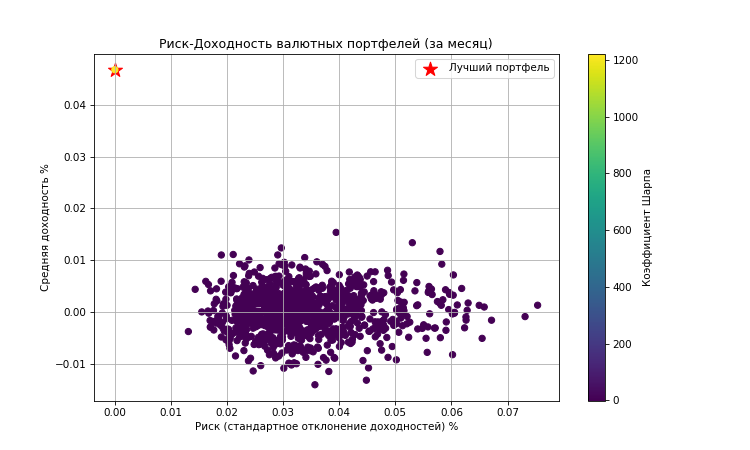 Риск-Доходность валютных портфелей (за месяц)
Лучший портфель
Средняя доходность %
0.04
0.03
0.02
0.01
0.00
−0.01
0.00 0.01 0.02 0.03 0.04 0.05 0.06 0.07
Риск (стандартное отклонение доходностей) %
1200
1000
800
600
400
200
0
Коэффициент Шарпа